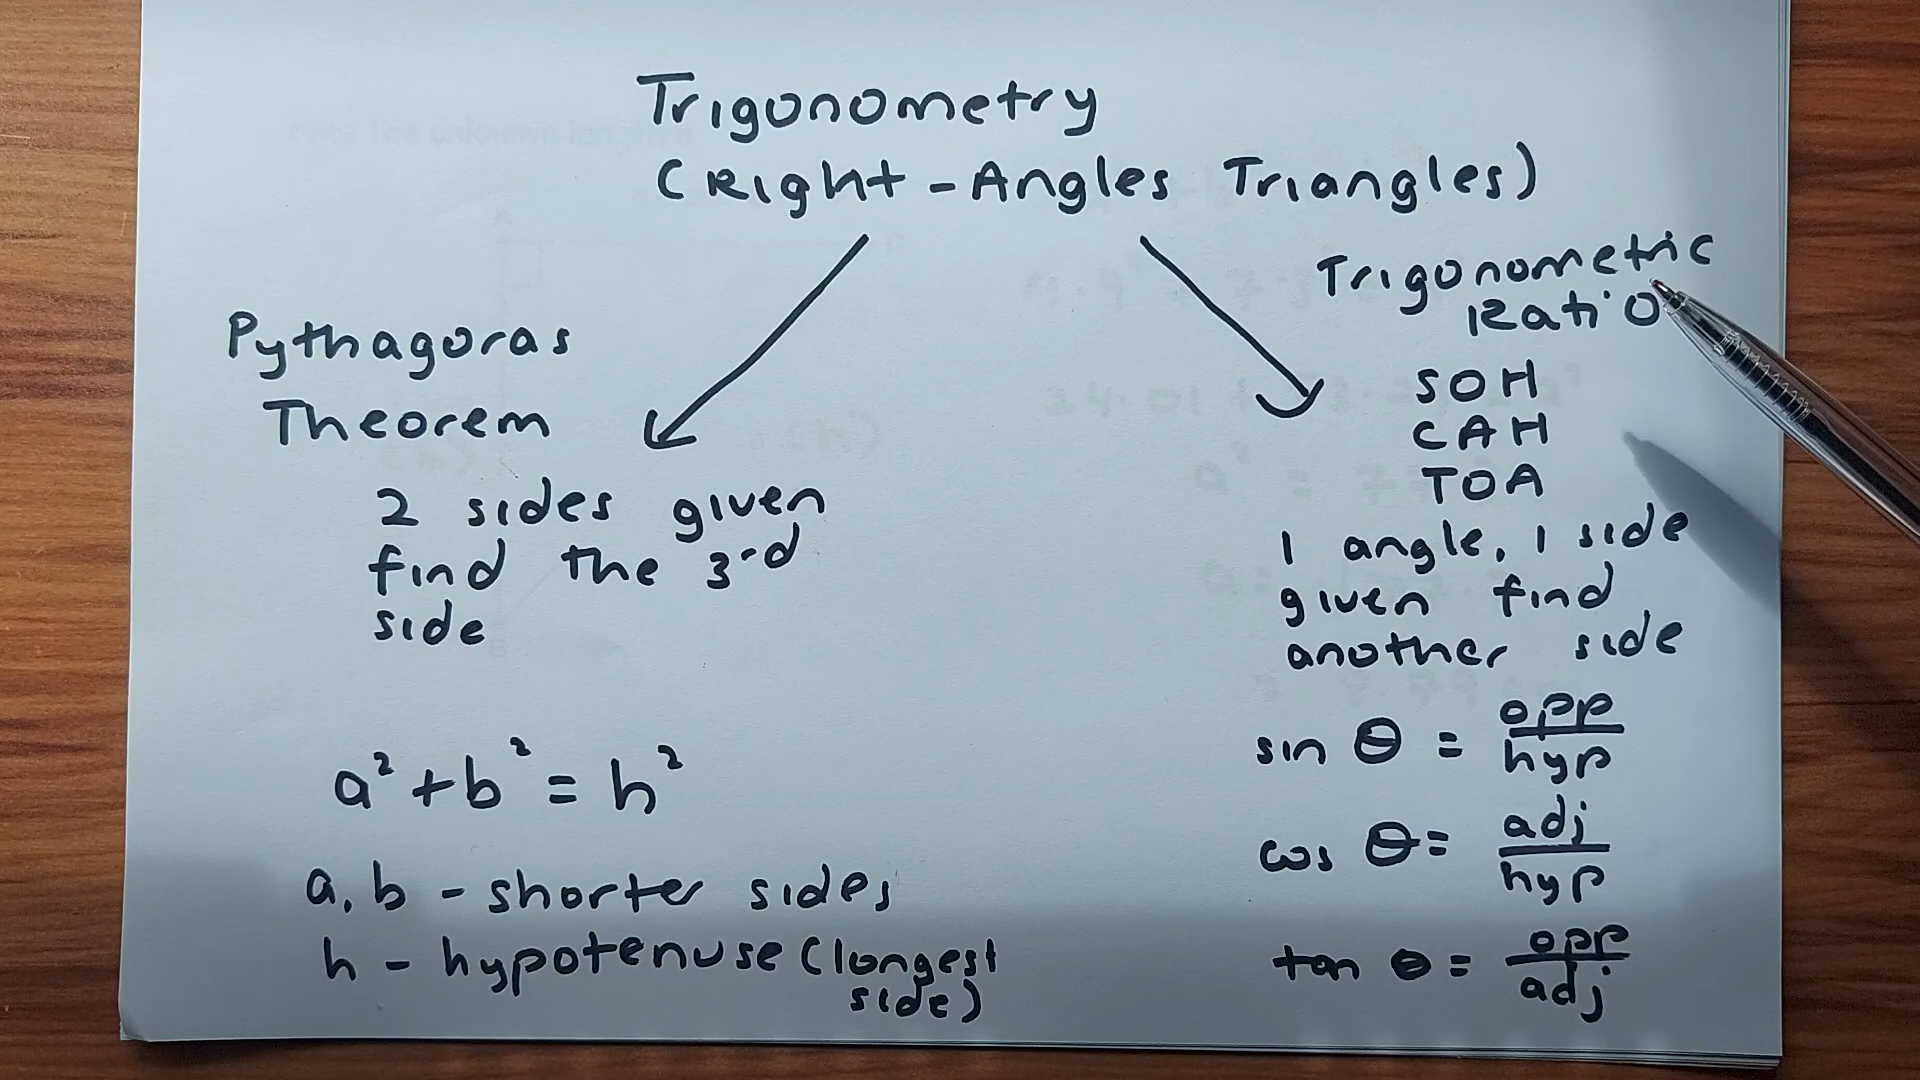 Trigonometry
(Right-Angles Triangles)
Pythagoras
Theorem
2 sides given
find the 3rd
side
a² + b² = h²
a, b - shorter sides
h - hypotenuse (longest
side)
Trigonometric
Ratio
SOH
CAH
TOA
1 angle, 1 side
given find
another side
sin θ = opp/hyp
cos θ = adj/hyp
tan θ = opp/adj